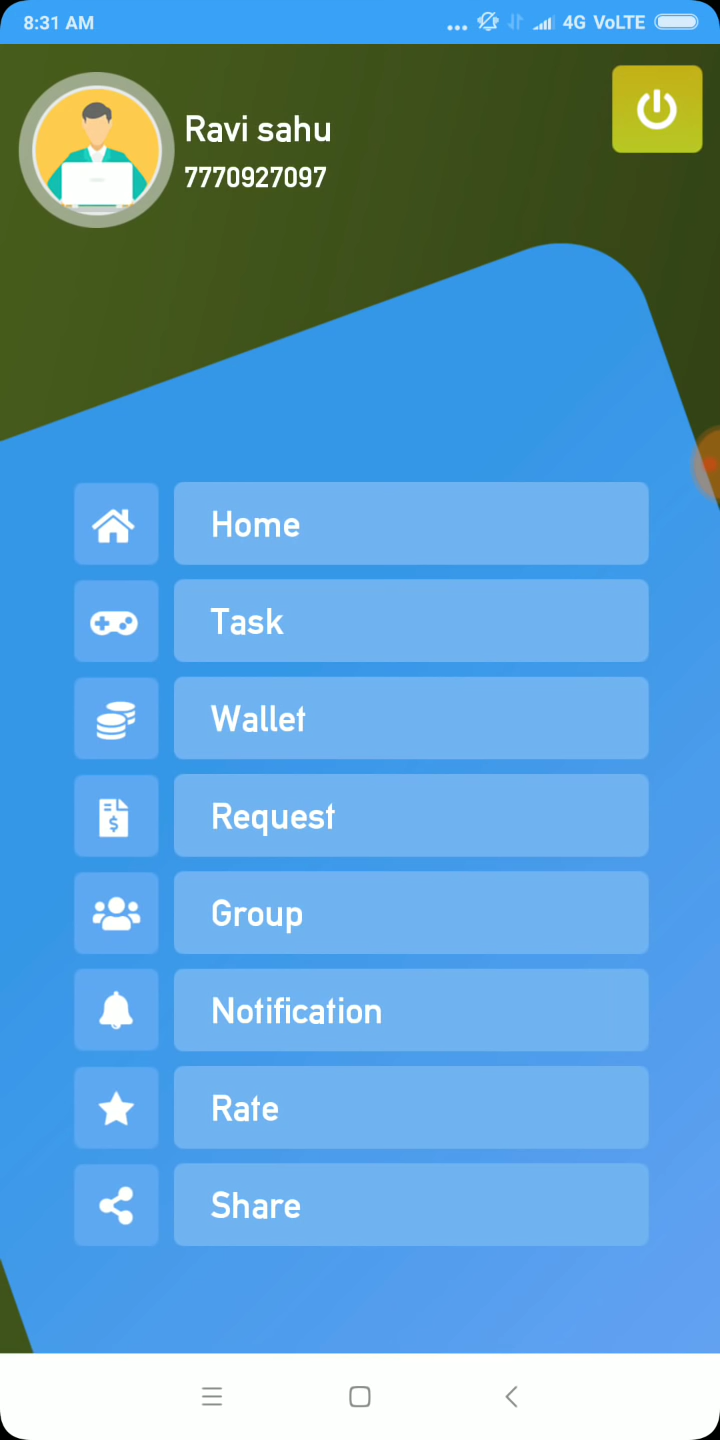 8:31 AM
4G VoLTE
Ravi sahu
7770927097
Home
Task
Wallet
Request
$
Group
Notification
Rate
Share